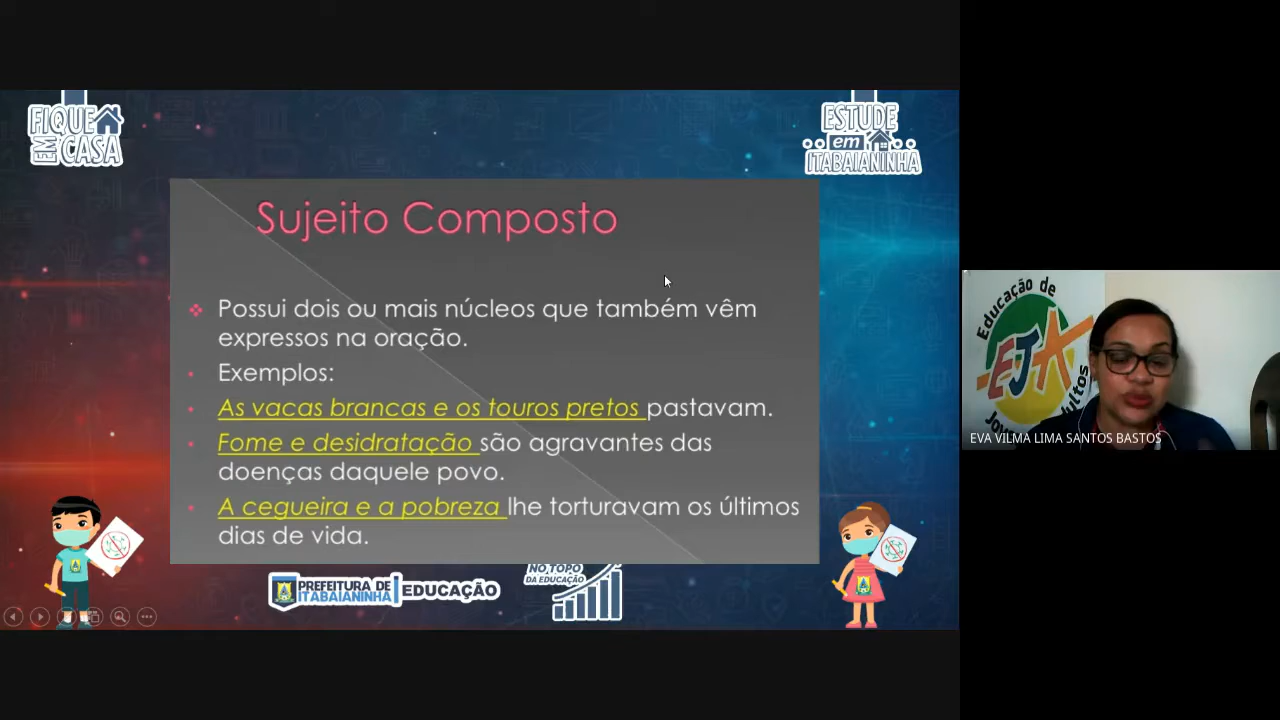 FIQUE
EM CASA
ESTUDE
em
ITABAIANINHA
Sujeito Composto
Possui dois ou mais núcleos que também vêm
expressos na oração.
Exemplos:
As vacas brancas e os touros pretos pastavam.
Fome e desidratação são agravantes das
doenças daquele povo.
A cegueira e a pobreza lhe torturavam os últimos
dias de vida.
PREFEITURA DE
ITABAIANINHA
EDUCAÇÃO
NO TOPO
DA EDUCAÇÃO
Educação de
EJA
EVA VILMA LIMA SANTOS BASTOS